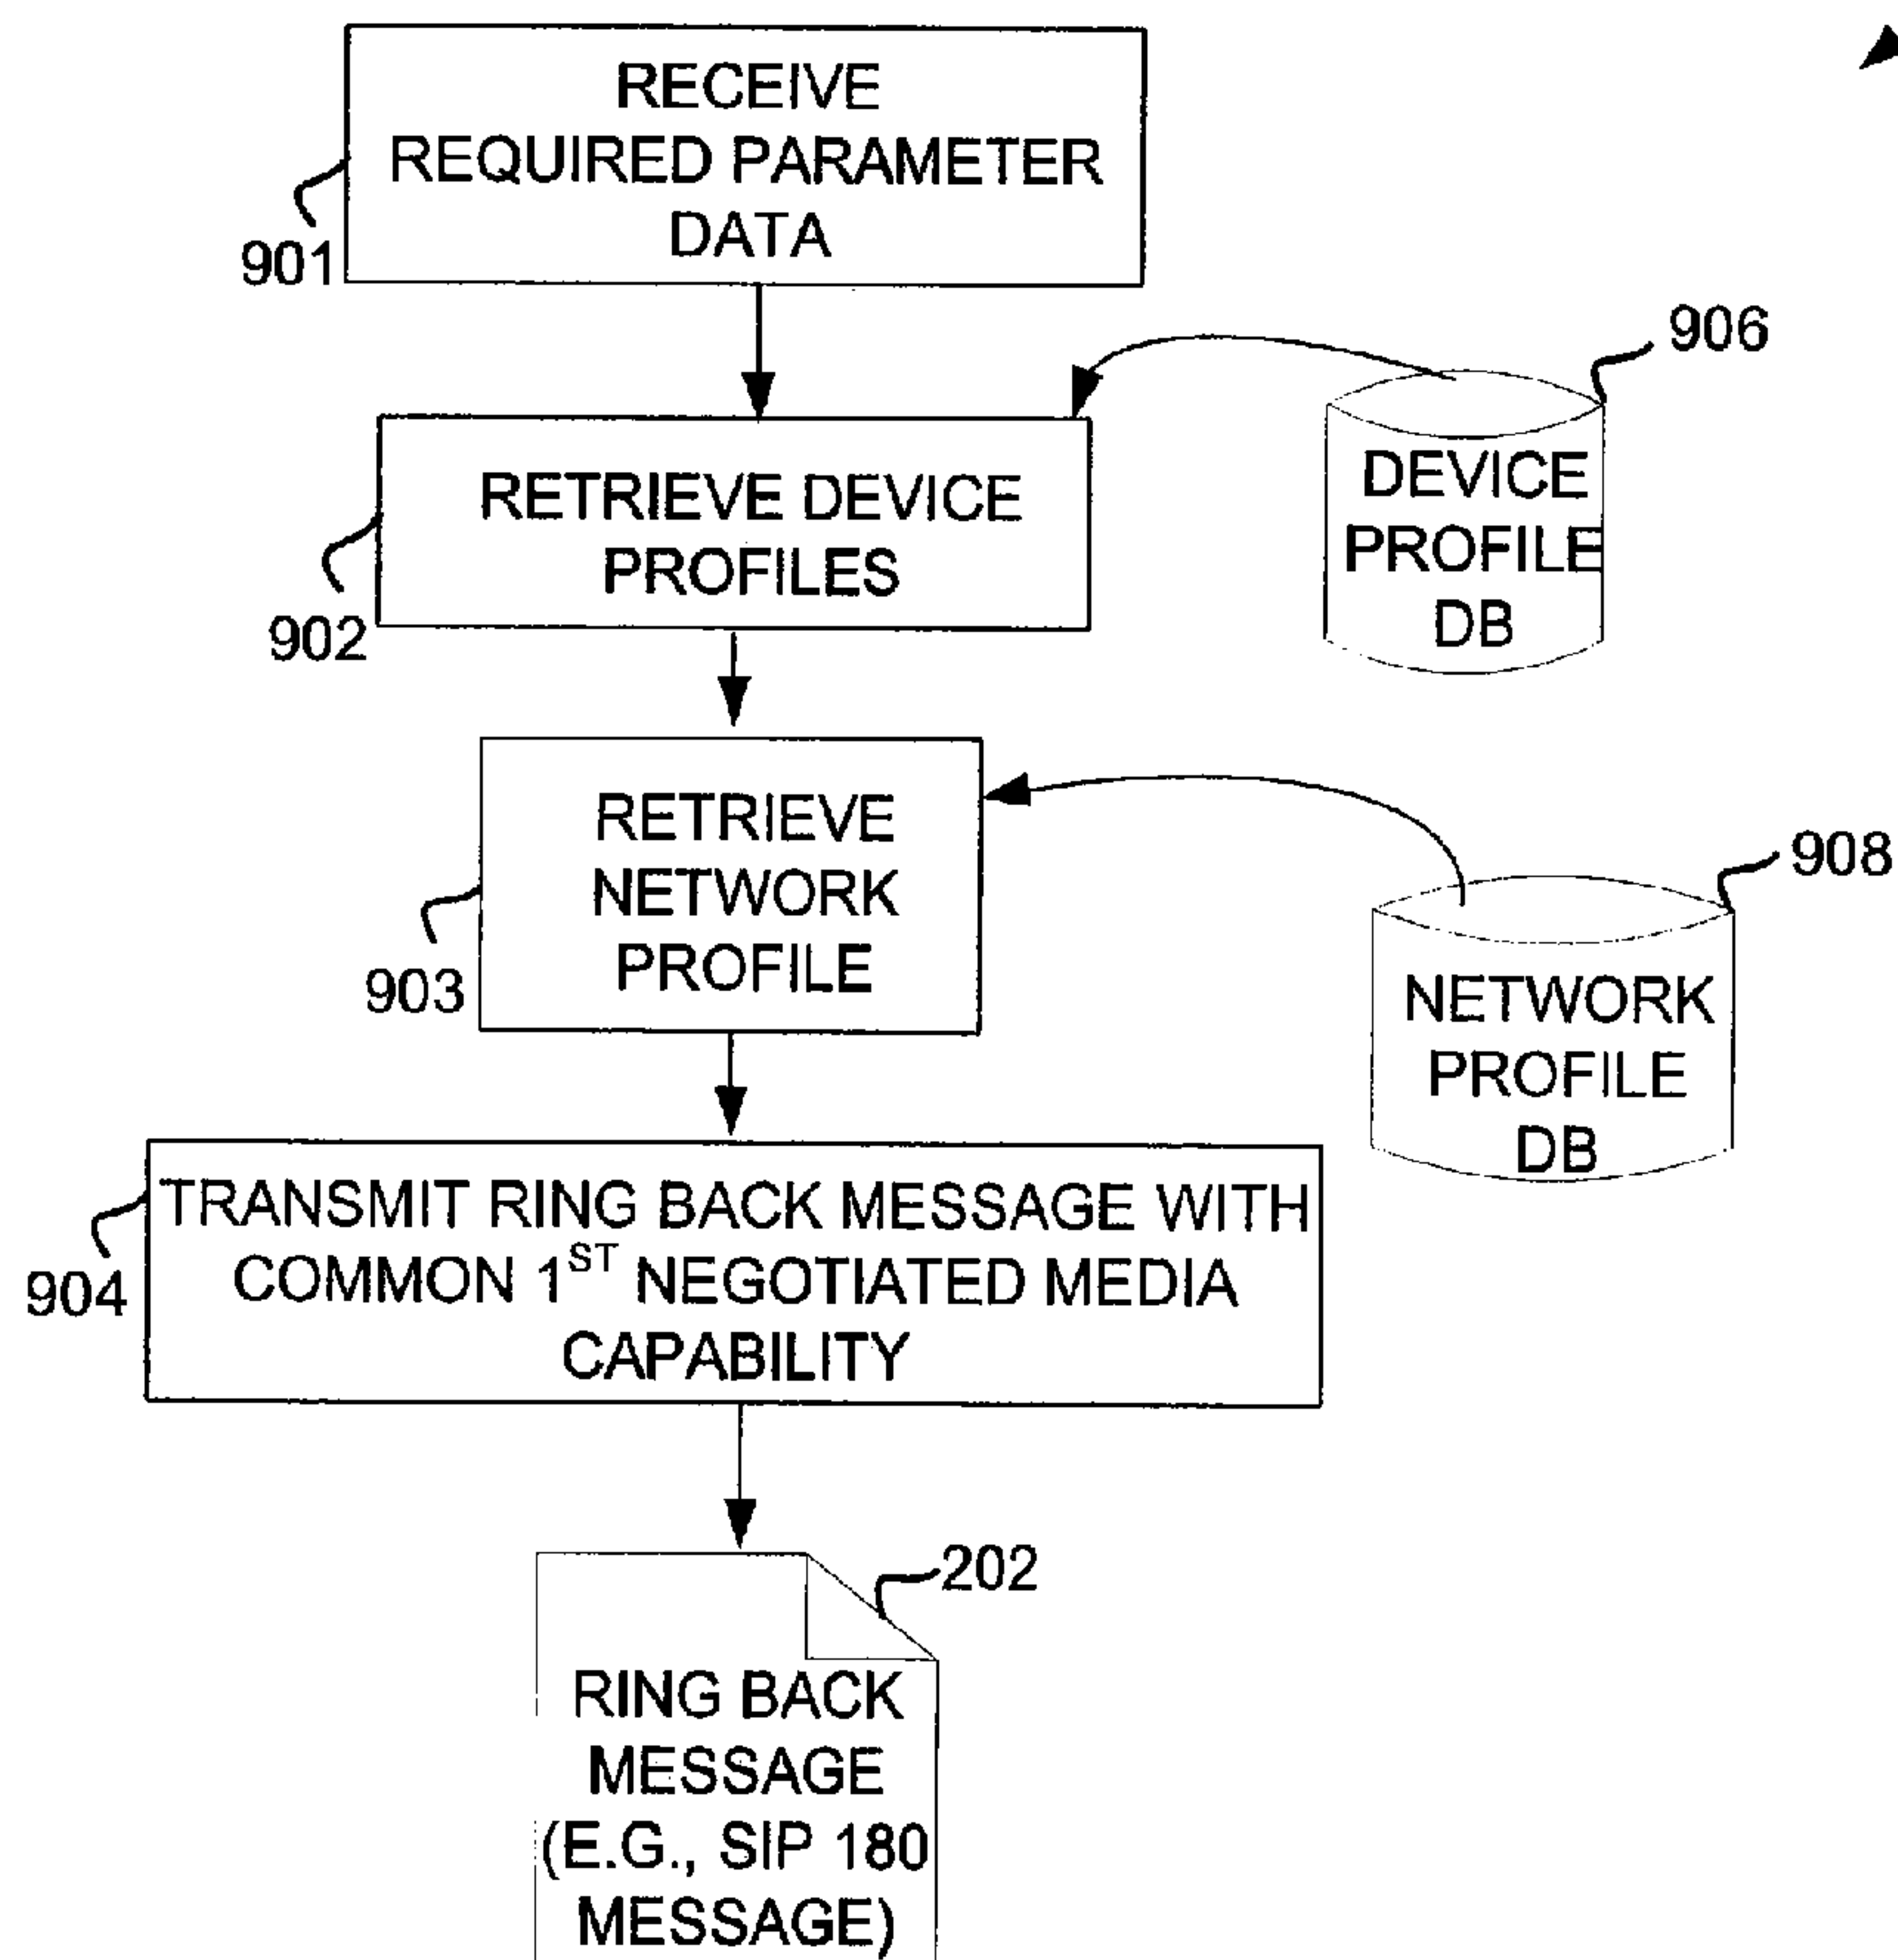 RECEIVE
REQUIRED PARAMETER
DATA
901
906
RETRIEVE DEVICE
PROFILES
902
DEVICE
PROFILE
DB
RETRIEVE
NETWORK
PROFILE
903
908
NETWORK
PROFILE
DB
TRANSMIT RING BACK MESSAGE WITH
COMMON 1ST NEGOTIATED MEDIA
CAPABILITY
904
202
RING BACK
MESSAGE
(E.G., SIP 180
MESSAGE)